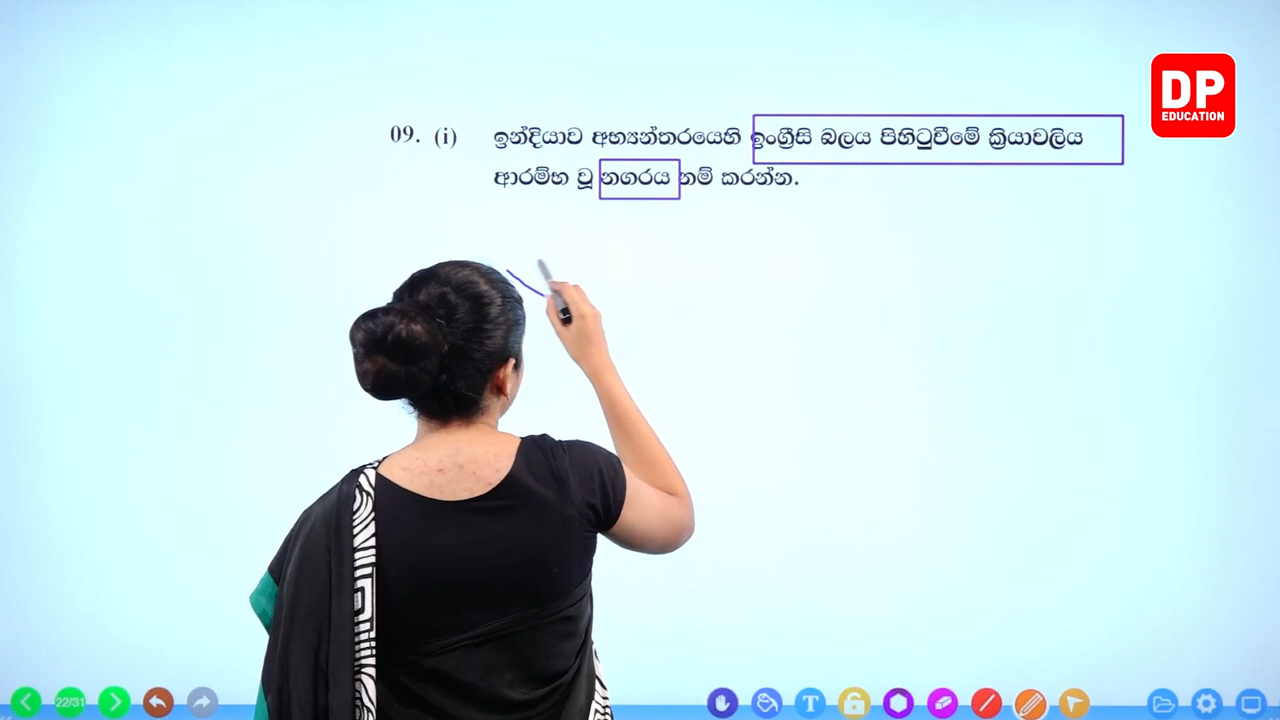 DP
EDUCATION
09. (i) ඉන්දියාව අභ්‍යන්තරයෙහි ඉංග්‍රීසි බලය පිහිටුවීමේ ක්‍රියාවලිය
ආරම්භ වූ නගරය නම් කරන්න.
22/31
T